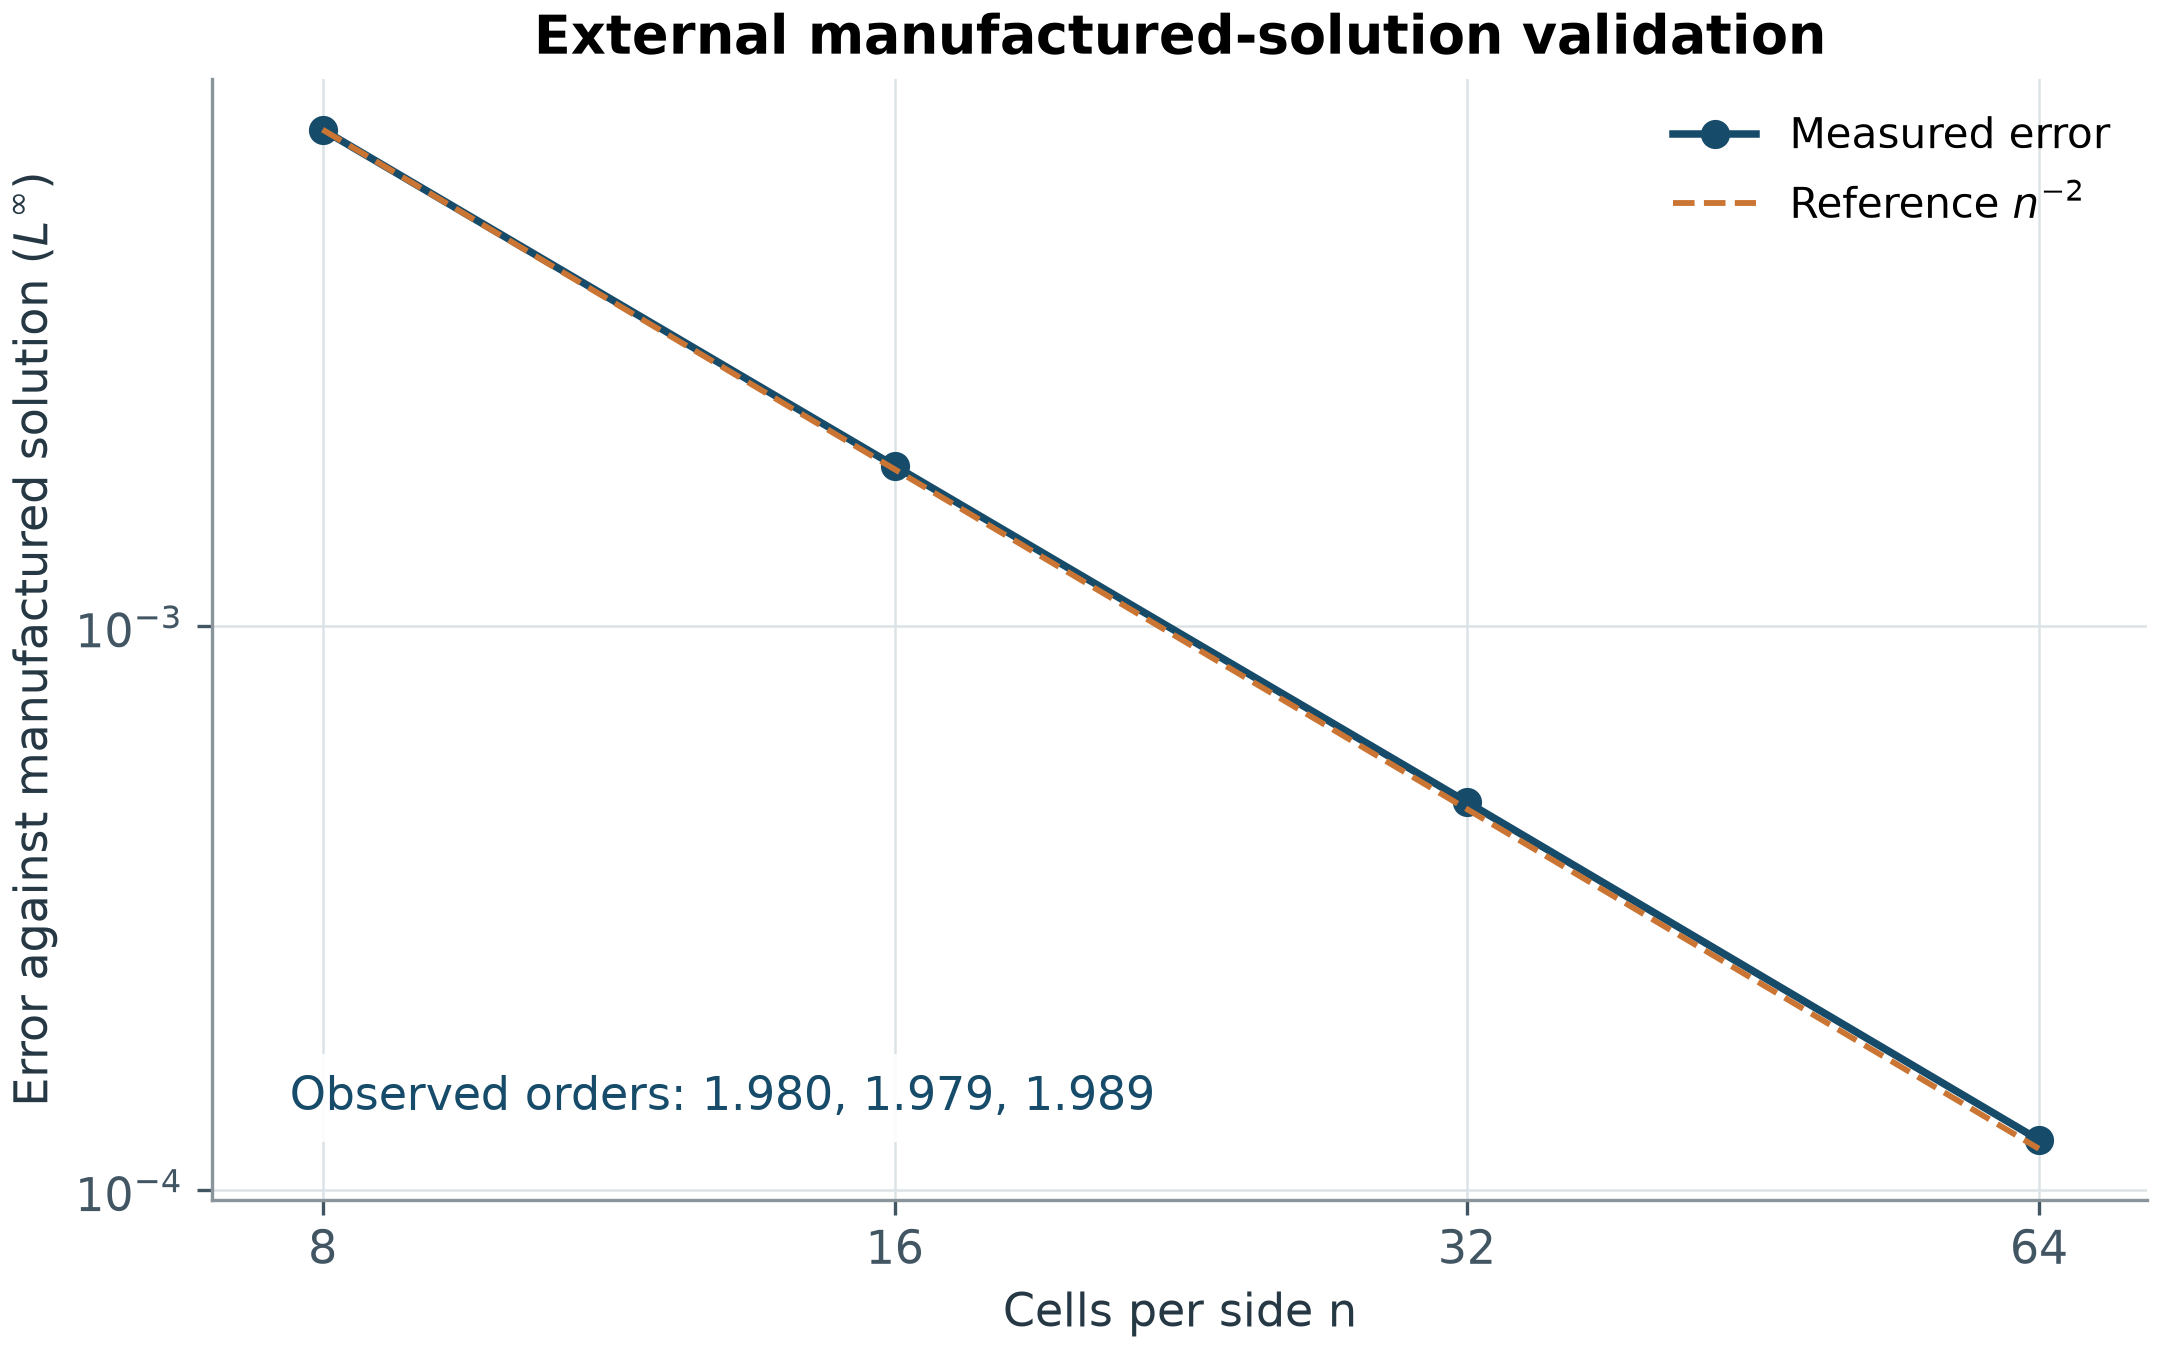 External manufactured-solution validation
Measured error
Reference n⁻²
Error against manufactured solution (L^∞)
10⁻³
10⁻⁴
Observed orders: 1.980, 1.979, 1.989
8 16 32 64
Cells per side n